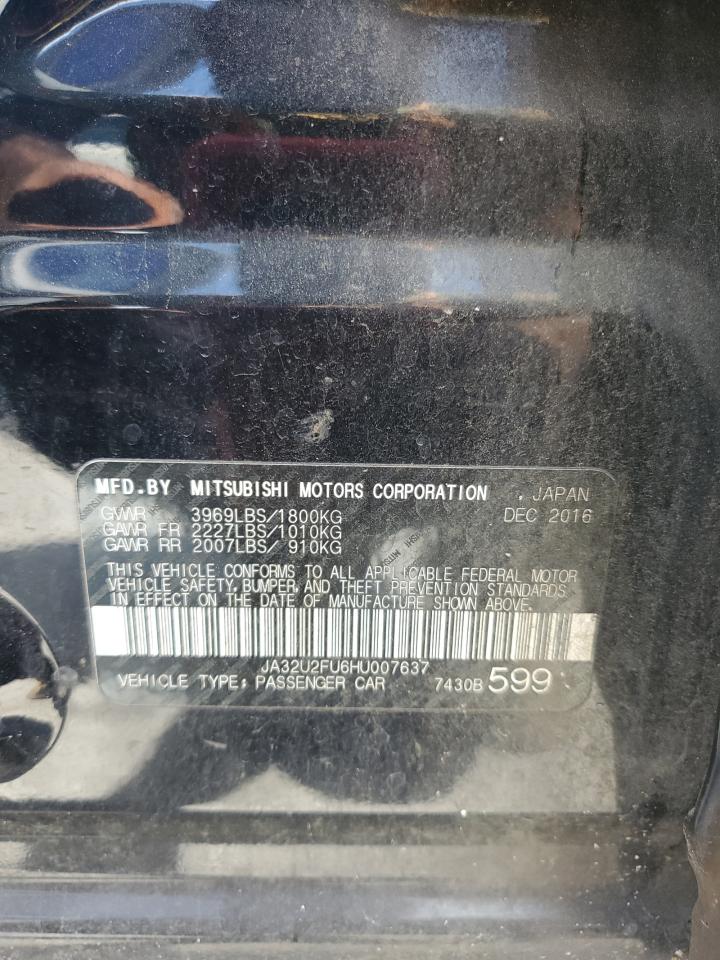 MFD.BY MITSUBISHI MOTORS CORPORATION , JAPAN
GVWR 3969LBS/1800KG DEC 2016
GAWR FR 2227LBS/1010KG
GAWR RR 2007LBS/ 910KG
THIS VEHICLE CONFORMS TO ALL APPLICABLE FEDERAL MOTOR
VEHICLE SAFETY, BUMPER, AND THEFT PREVENTION STANDARDS
IN EFFECT ON THE DATE OF MANUFACTURE SHOWN ABOVE.
JA32U2FU6HU007637
VEHICLE TYPE: PASSENGER CAR 7430B 599